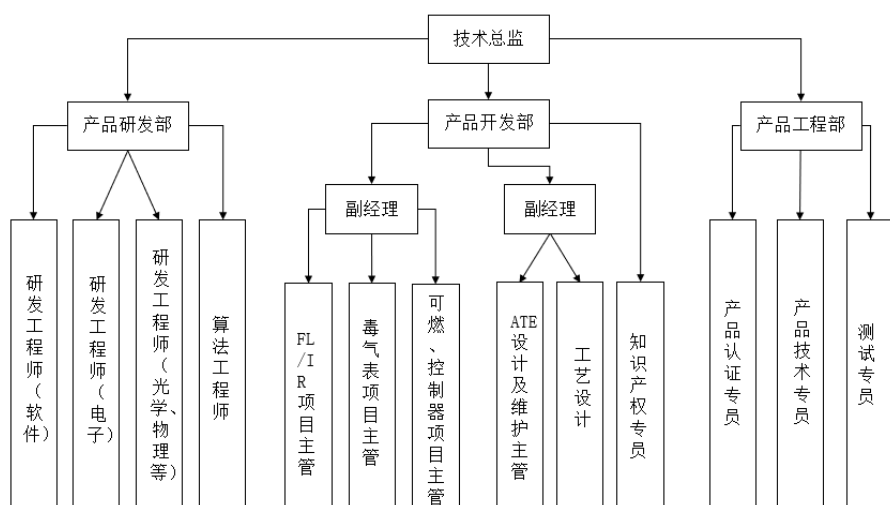 技术总监
产品研发部
产品开发部
产品工程部
副经理
副经理
研发工程师（软件）
研发工程师（电子）
研发工程师（光学、物理等）
算法工程师
FL/IR项目主管
毒气表项目主管
可燃、控制器项目主管
ATE设计及维护主管
工艺设计
知识产权专员
产品认证专员
产品技术专员
测试专员